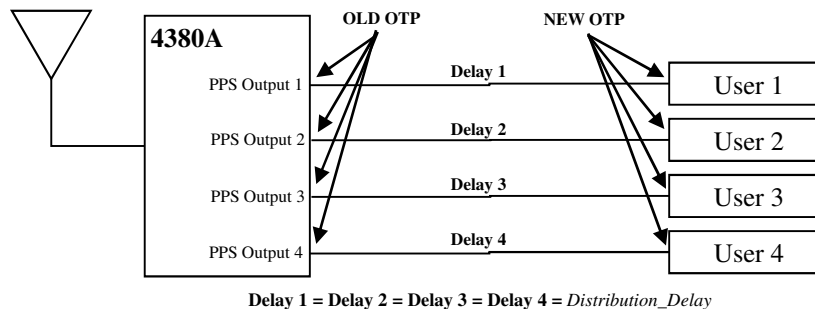 OLD OTP
NEW OTP
4380A
PPS Output 1
Delay 1
User 1
PPS Output 2
Delay 2
User 2
PPS Output 3
Delay 3
User 3
PPS Output 4
Delay 4
User 4
Delay 1 = Delay 2 = Delay 3 = Delay 4 = Distribution_Delay